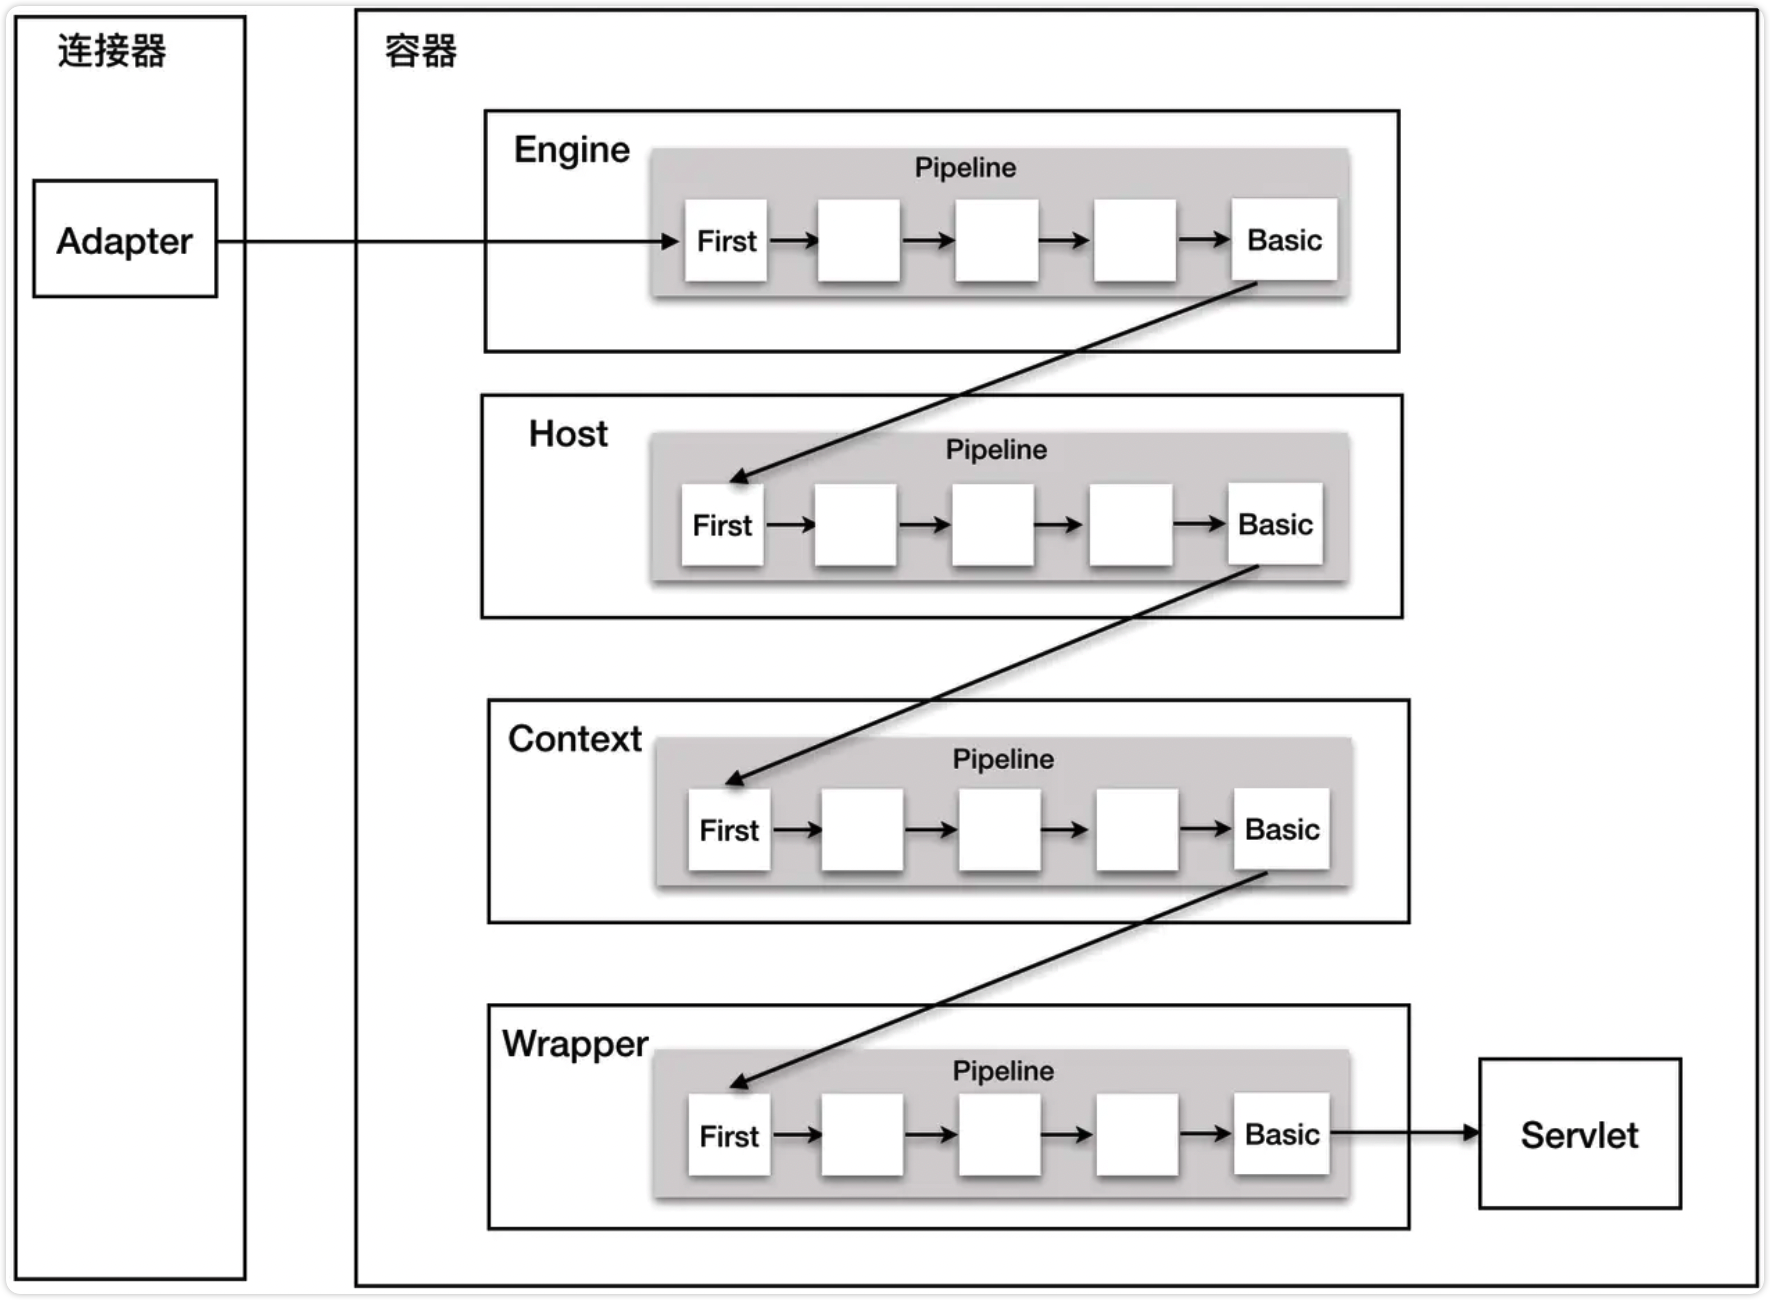 连接器
容器
Engine
Pipeline
Adapter
First
Basic
Host
Pipeline
First
Basic
Context
Pipeline
First
Basic
Wrapper
Pipeline
First
Basic
Servlet